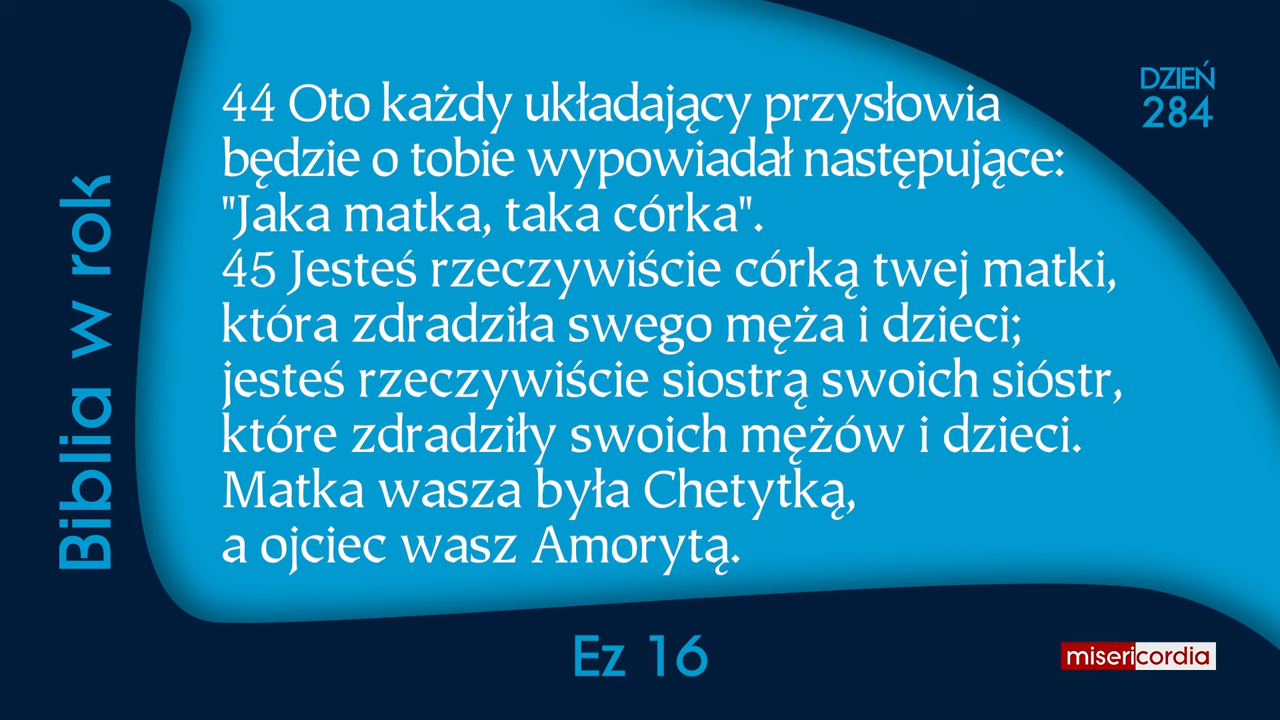 Biblia w rok
DZIEŃ
284
44 Oto każdy układający przysłowia
będzie o tobie wypowiadał następujące:
"Jaka matka, taka córka".
45 Jesteś rzeczywiście córką twej matki,
która zdradziła swego męża i dzieci;
jesteś rzeczywiście siostrą swoich sióstr,
które zdradziły swoich mężów i dzieci.
Matka wasza była Chetytką,
a ojciec wasz Amorytą.
Ez 16
misericordia